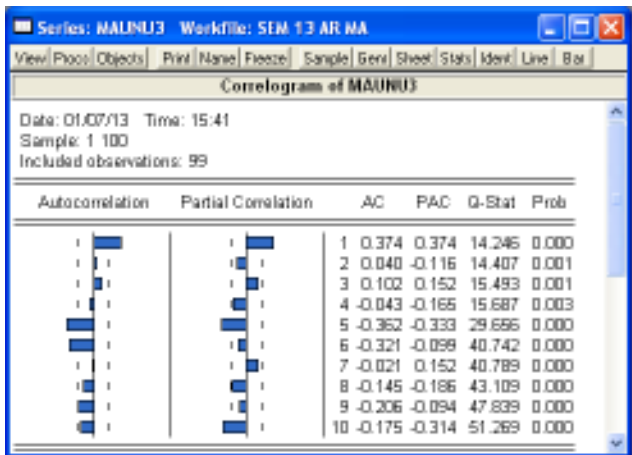 Series: MAUNU3 Workfile: SEM 13 AR MA
View Procs Objects Print Name Freeze Sample Genr Sheet Stats Ident Line Bar
Correlogram of MAUNU3
Date: 01/07/13 Time: 15:41
Sample: 1 100
Included observations: 99
Autocorrelation Partial Correlation AC PAC Q-Stat Prob
1 0.374 0.374 14.246 0.000
2 0.040 -0.116 14.407 0.001
3 0.102 0.152 15.493 0.001
4 -0.043 -0.165 15.687 0.003
5 -0.362 -0.333 29.656 0.000
6 -0.321 -0.099 40.742 0.000
7 -0.021 0.152 40.789 0.000
8 -0.145 -0.186 43.109 0.000
9 -0.206 -0.094 47.839 0.000
10 -0.175 -0.314 51.269 0.000